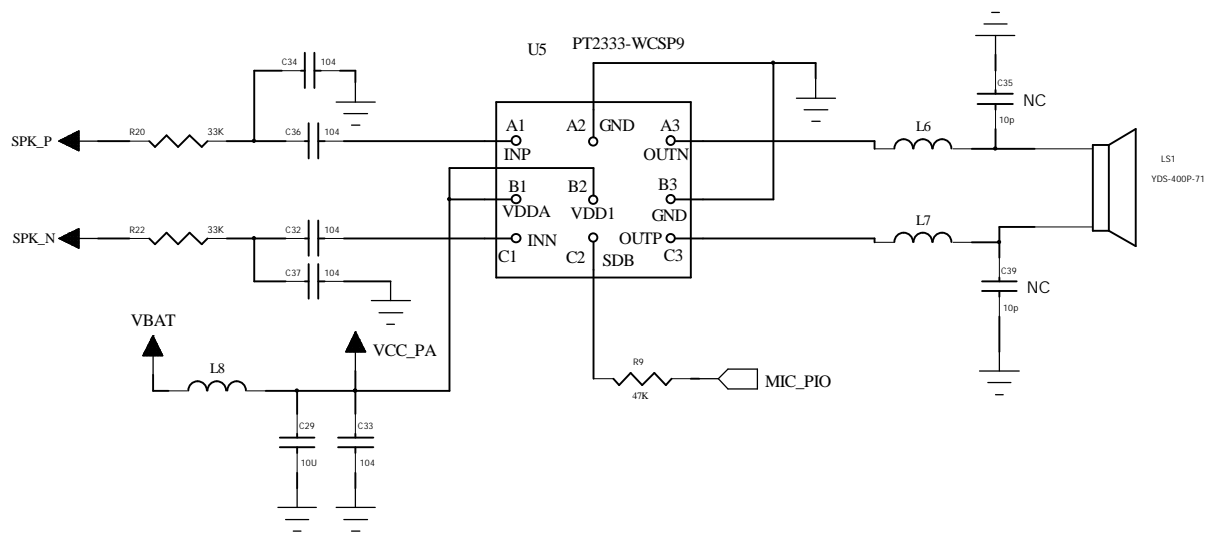 U5 PT2333-WCSP9
C34 104
C35 NC
10p
SPK_P R20 33K C36 104
A1 A2 GND A3
INP OUTN
L6
LS1
YDS-400P-71
B1 B2 B3
VDDA VDD1 GND
L7
SPK_N R22 33K C32 104
INN OUTP
C1 C2 SDB C3
C37 104
C39 NC
10p
VBAT
VCC_PA
L8
R9
47K
MIC_PIO
C29 C33
10U 104